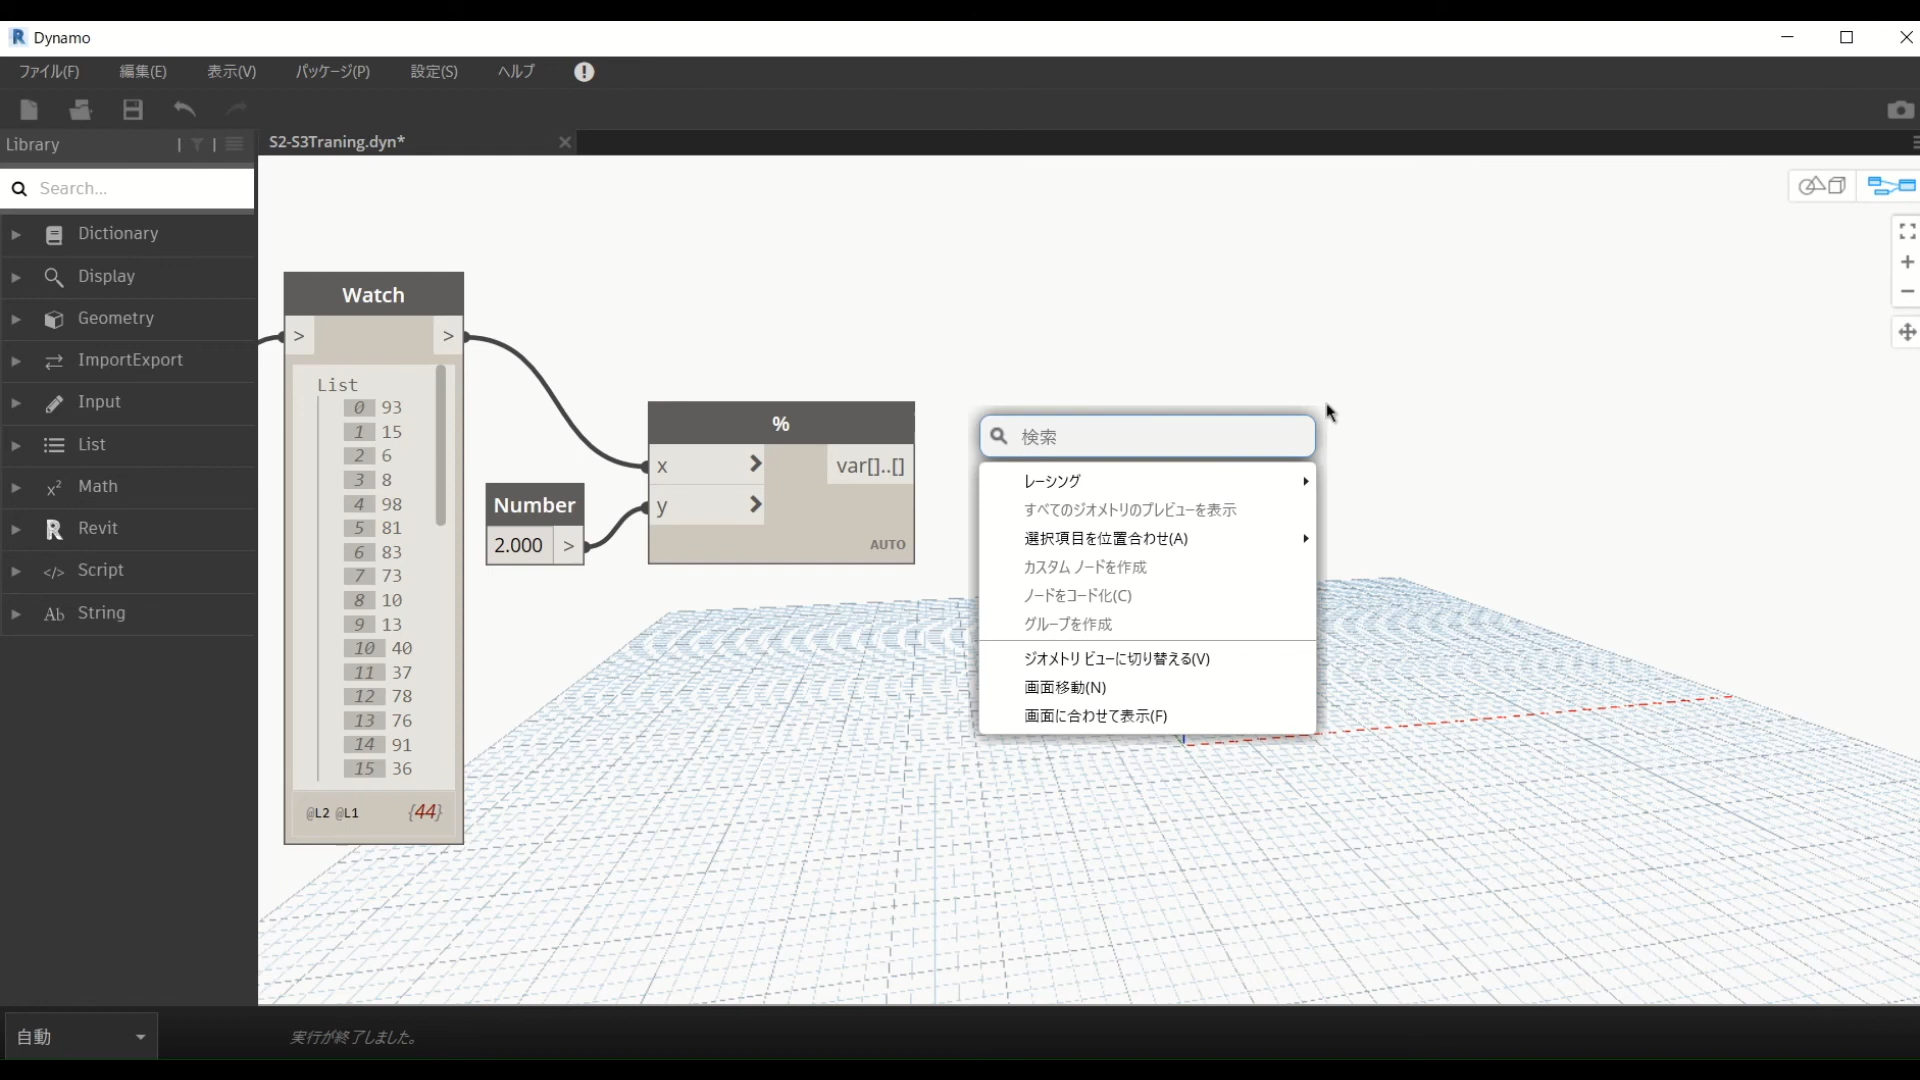 Dynamo
ファイル(F) 編集(E) 表示(V) パッケージ(P) 設定(S) ヘルプ
Library
S2-S3Traning.dyn*
Search...
Dictionary
Display
Geometry
ImportExport
Input
List
Math
Revit
Script
String
Watch
> >
List
0 93
1 15
2 6
3 8
4 98
5 81
6 83
7 73
8 10
9 13
10 40
11 37
12 78
13 76
14 91
15 36
@L2 @L1 {44}
Number
2.000 >
%
x var[]..[]
y
AUTO
検索
レーシング
すべてのジオメトリのプレビューを表示
選択項目を位置合わせ(A)
カスタム ノードを作成
ノードをコード化(C)
グループを作成
ジオメトリ ビューに切り替える(V)
画面移動(N)
画面に合わせて表示(F)
自動
実行が終了しました。